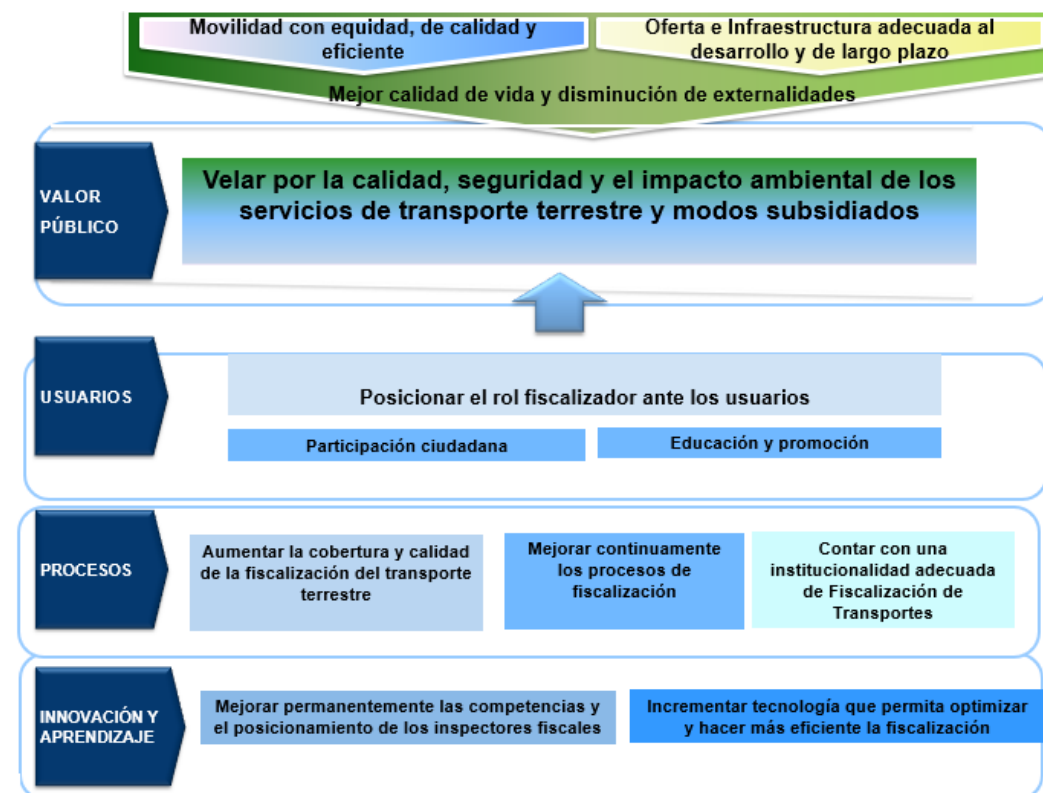 Movilidad con equidad, de calidad y
eficiente
Oferta e Infraestructura adecuada al
desarrollo y de largo plazo
Mejor calidad de vida y disminución de externalidades
VALOR
PÚBLICO
Velar por la calidad, seguridad y el impacto ambiental de los
servicios de transporte terrestre y modos subsidiados
USUARIOS
Posicionar el rol fiscalizador ante los usuarios
Participación ciudadana
Educación y promoción
PROCESOS
Aumentar la cobertura y calidad
de la fiscalización del transporte
terrestre
Mejorar continuamente
los procesos de
fiscalización
Contar con una
institucionalidad adecuada
de Fiscalización de
Transportes
INNOVACIÓN Y
APRENDIZAJE
Mejorar permanentemente las competencias y
el posicionamiento de los inspectores fiscales
Incrementar tecnología que permita optimizar
y hacer más eficiente la fiscalización